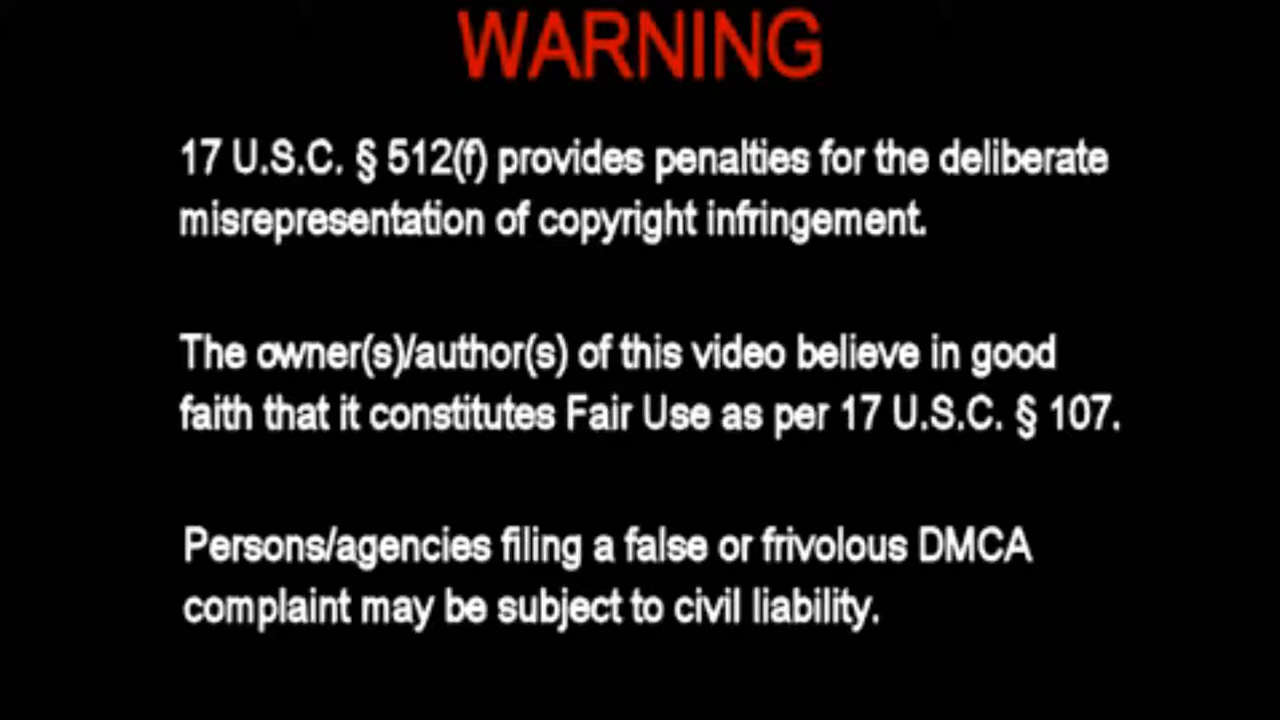 WARNING
17 U.S.C. § 512(f) provides penalties for the deliberate
misrepresentation of copyright infringement.
The owner(s)/author(s) of this video believe in good
faith that it constitutes Fair Use as per 17 U.S.C. § 107.
Persons/agencies filing a false or frivolous DMCA
complaint may be subject to civil liability.